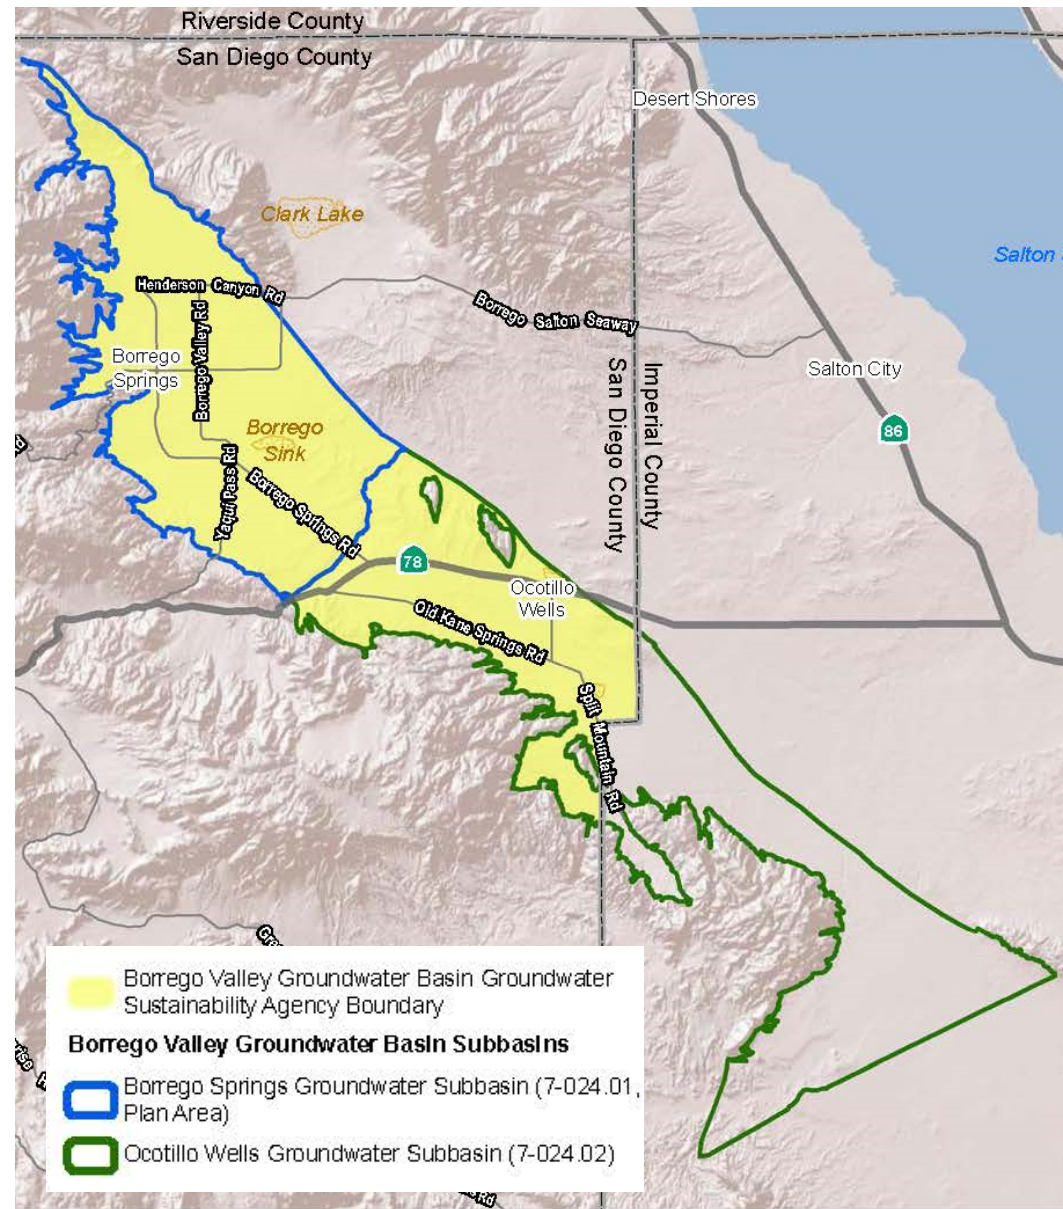 Riverside County
San Diego County
Desert Shores
Clark Lake
Salton
Henderson Canyon Rd
Borrego Salton Seaway
Borrego Valley Rd
Borrego
Springs
San Diego County
Imperial County
Salton City
86
Borrego
Sink
Yaqui Pass Rd
Borrego Springs Rd
78
Ocotillo
Wells
Old Kane Springs Rd
Split Mountain Rd
Borrego Valley Groundwater Basin Groundwater
Sustainability Agency Boundary
Borrego Valley Groundwater Basin Subbasins
Borrego Springs Groundwater Subbasin (7-024.01,
Plan Area)
Ocotillo Wells Groundwater Subbasin (7-024.02)
Rd